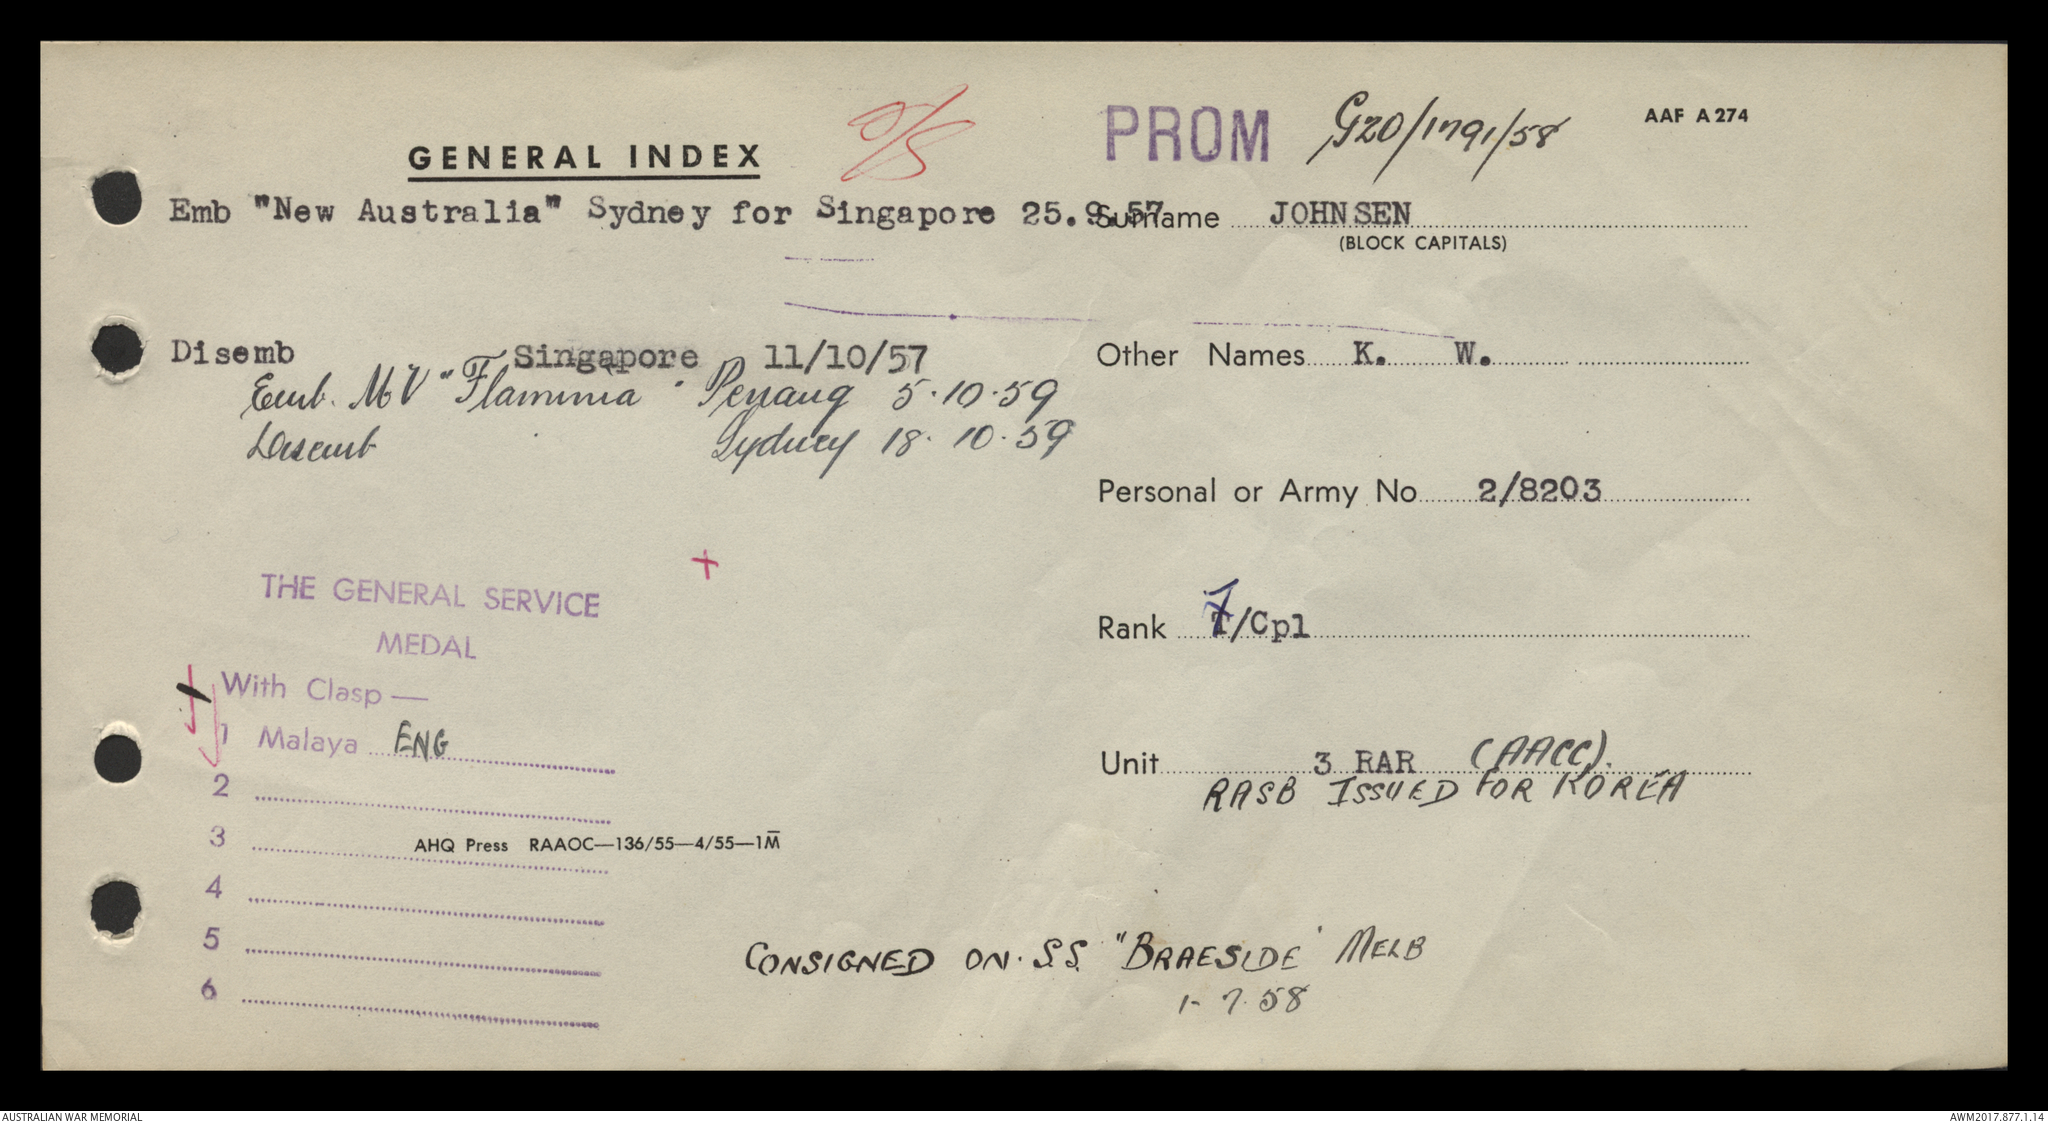 O/S
PROM
G20/1791/58
AAF A 274
GENERAL INDEX
Emb "New Australia" Sydney for Singapore 25.9.57
Surname JOHNSEN
(BLOCK CAPITALS)
Disemb Singapore 11/10/57
Other Names K. W.
Emb. MV "Flaminia" Penang 5.10.59
Disemb Sydney 18.10.59
Personal or Army No 2/8203
THE GENERAL SERVICE
MEDAL
Rank T/Cpl
With Clasp —
1 Malaya ENG
Unit 3 RAR (AACC).
RASB ISSUED FOR KOREA
2
3
AHQ Press RAAOC—136/55—4/55—1M
4
5
6
CONSIGNED ON. S.S. "BRAESIDE" MELB
1-7.58
AUSTRALIAN WAR MEMORIAL
AWM2017.877.1.14